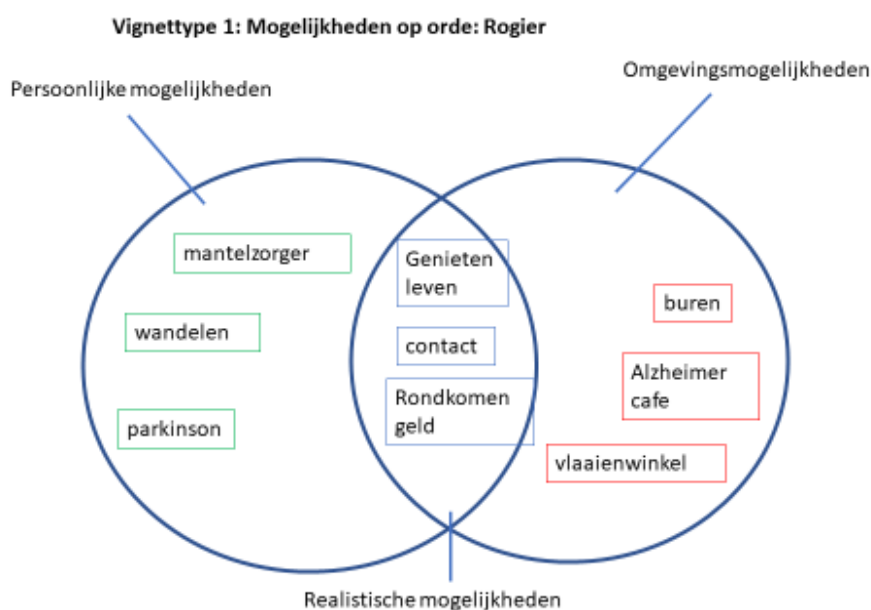 Vignettype 1: Mogelijkheden op orde: Rogier
Omgevingsmogelijkheden
Persoonlijke mogelijkheden
mantelzorger
Genieten
leven
buren
wandelen
contact
Alzheimer
cafe
Rondkomen
geld
parkinson
vlaaienwinkel
Realistische mogelijkheden